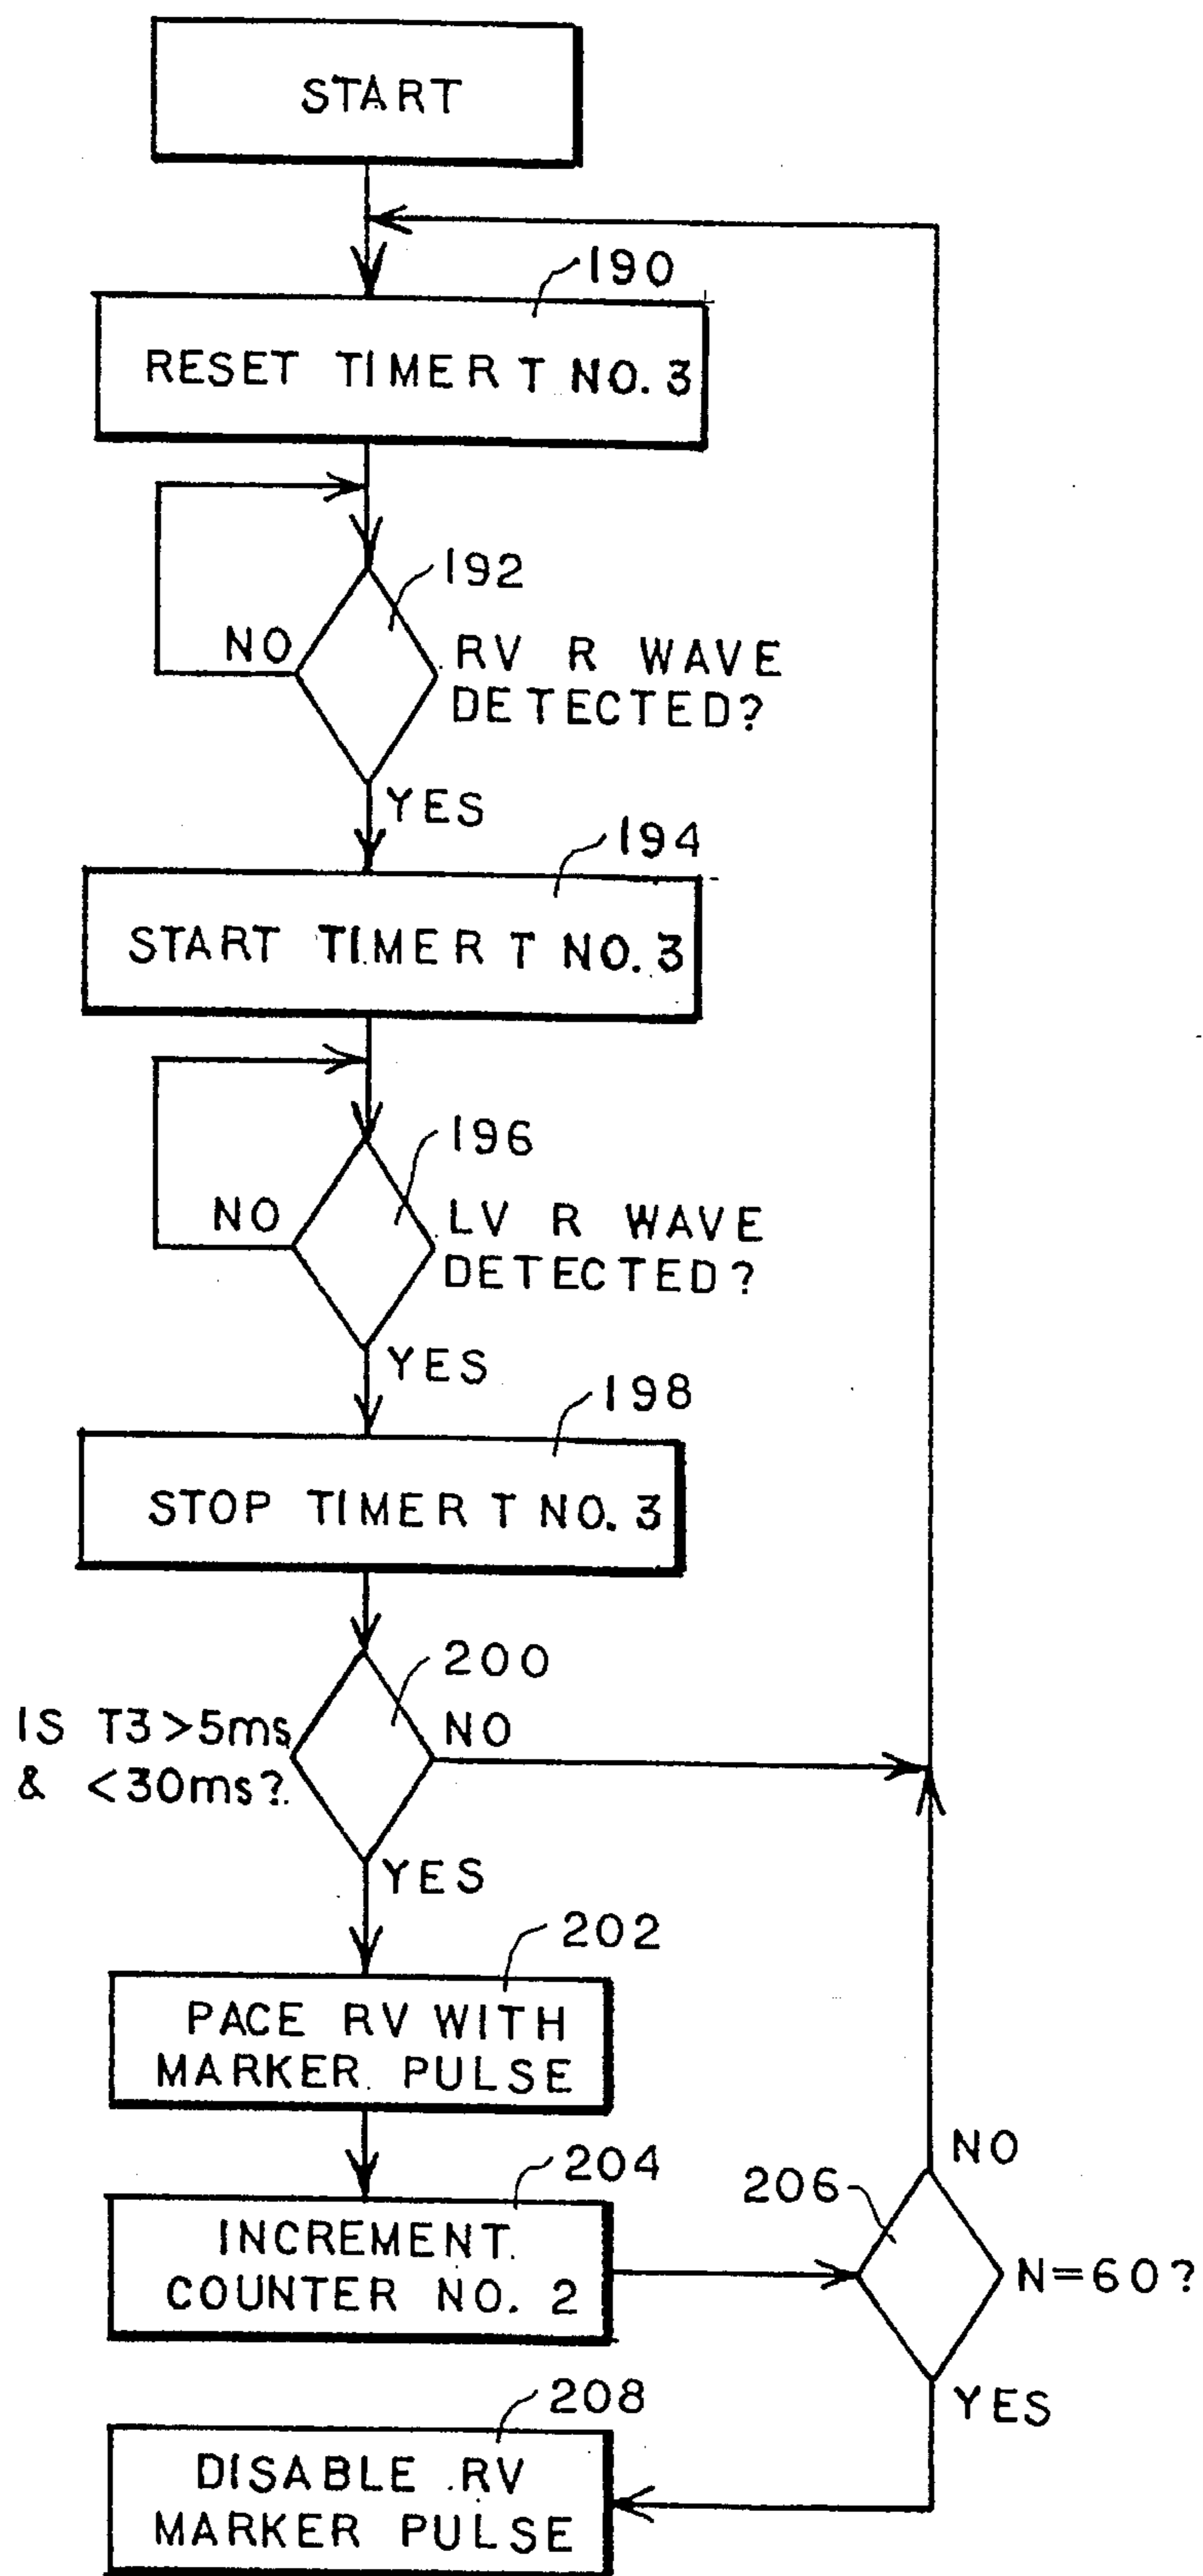 START
190
RESET TIMER T NO. 3
192
NO
RV R WAVE
DETECTED?
YES
194
START TIMER T NO. 3
196
NO
LV R WAVE
DETECTED?
YES
198
STOP TIMER T NO. 3
200
IS T3>5ms
& <30ms?
NO
YES
202
PACE RV WITH
MARKER PULSE
204
INCREMENT
COUNTER NO. 2
NO
206
N=60?
YES
208
DISABLE RV
MARKER PULSE